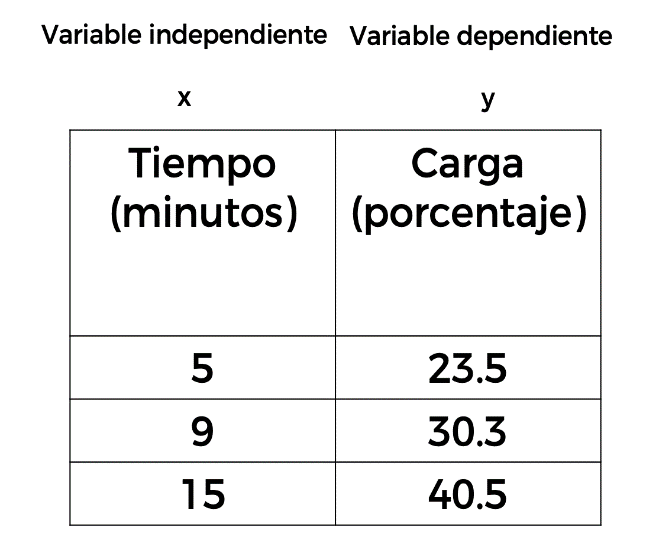 Variable independiente Variable dependiente
x y
Tiempo Carga
(minutos) (porcentaje)
5 23.5
9 30.3
15 40.5